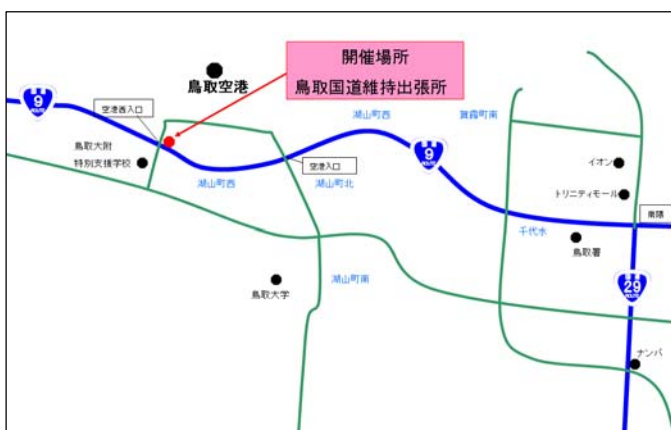 開催場所
鳥取国道維持出張所
鳥取空港
9
ROUTE
空港西入口
湖山町西
賀露町南
鳥取大附
特別支援学校
9
ROUTE
イオン
空港入口
湖山町西
湖山町北
トリニティモール
千代水
鳥取署
湖山町南
鳥取大学
29
ROUTE
ナンバ